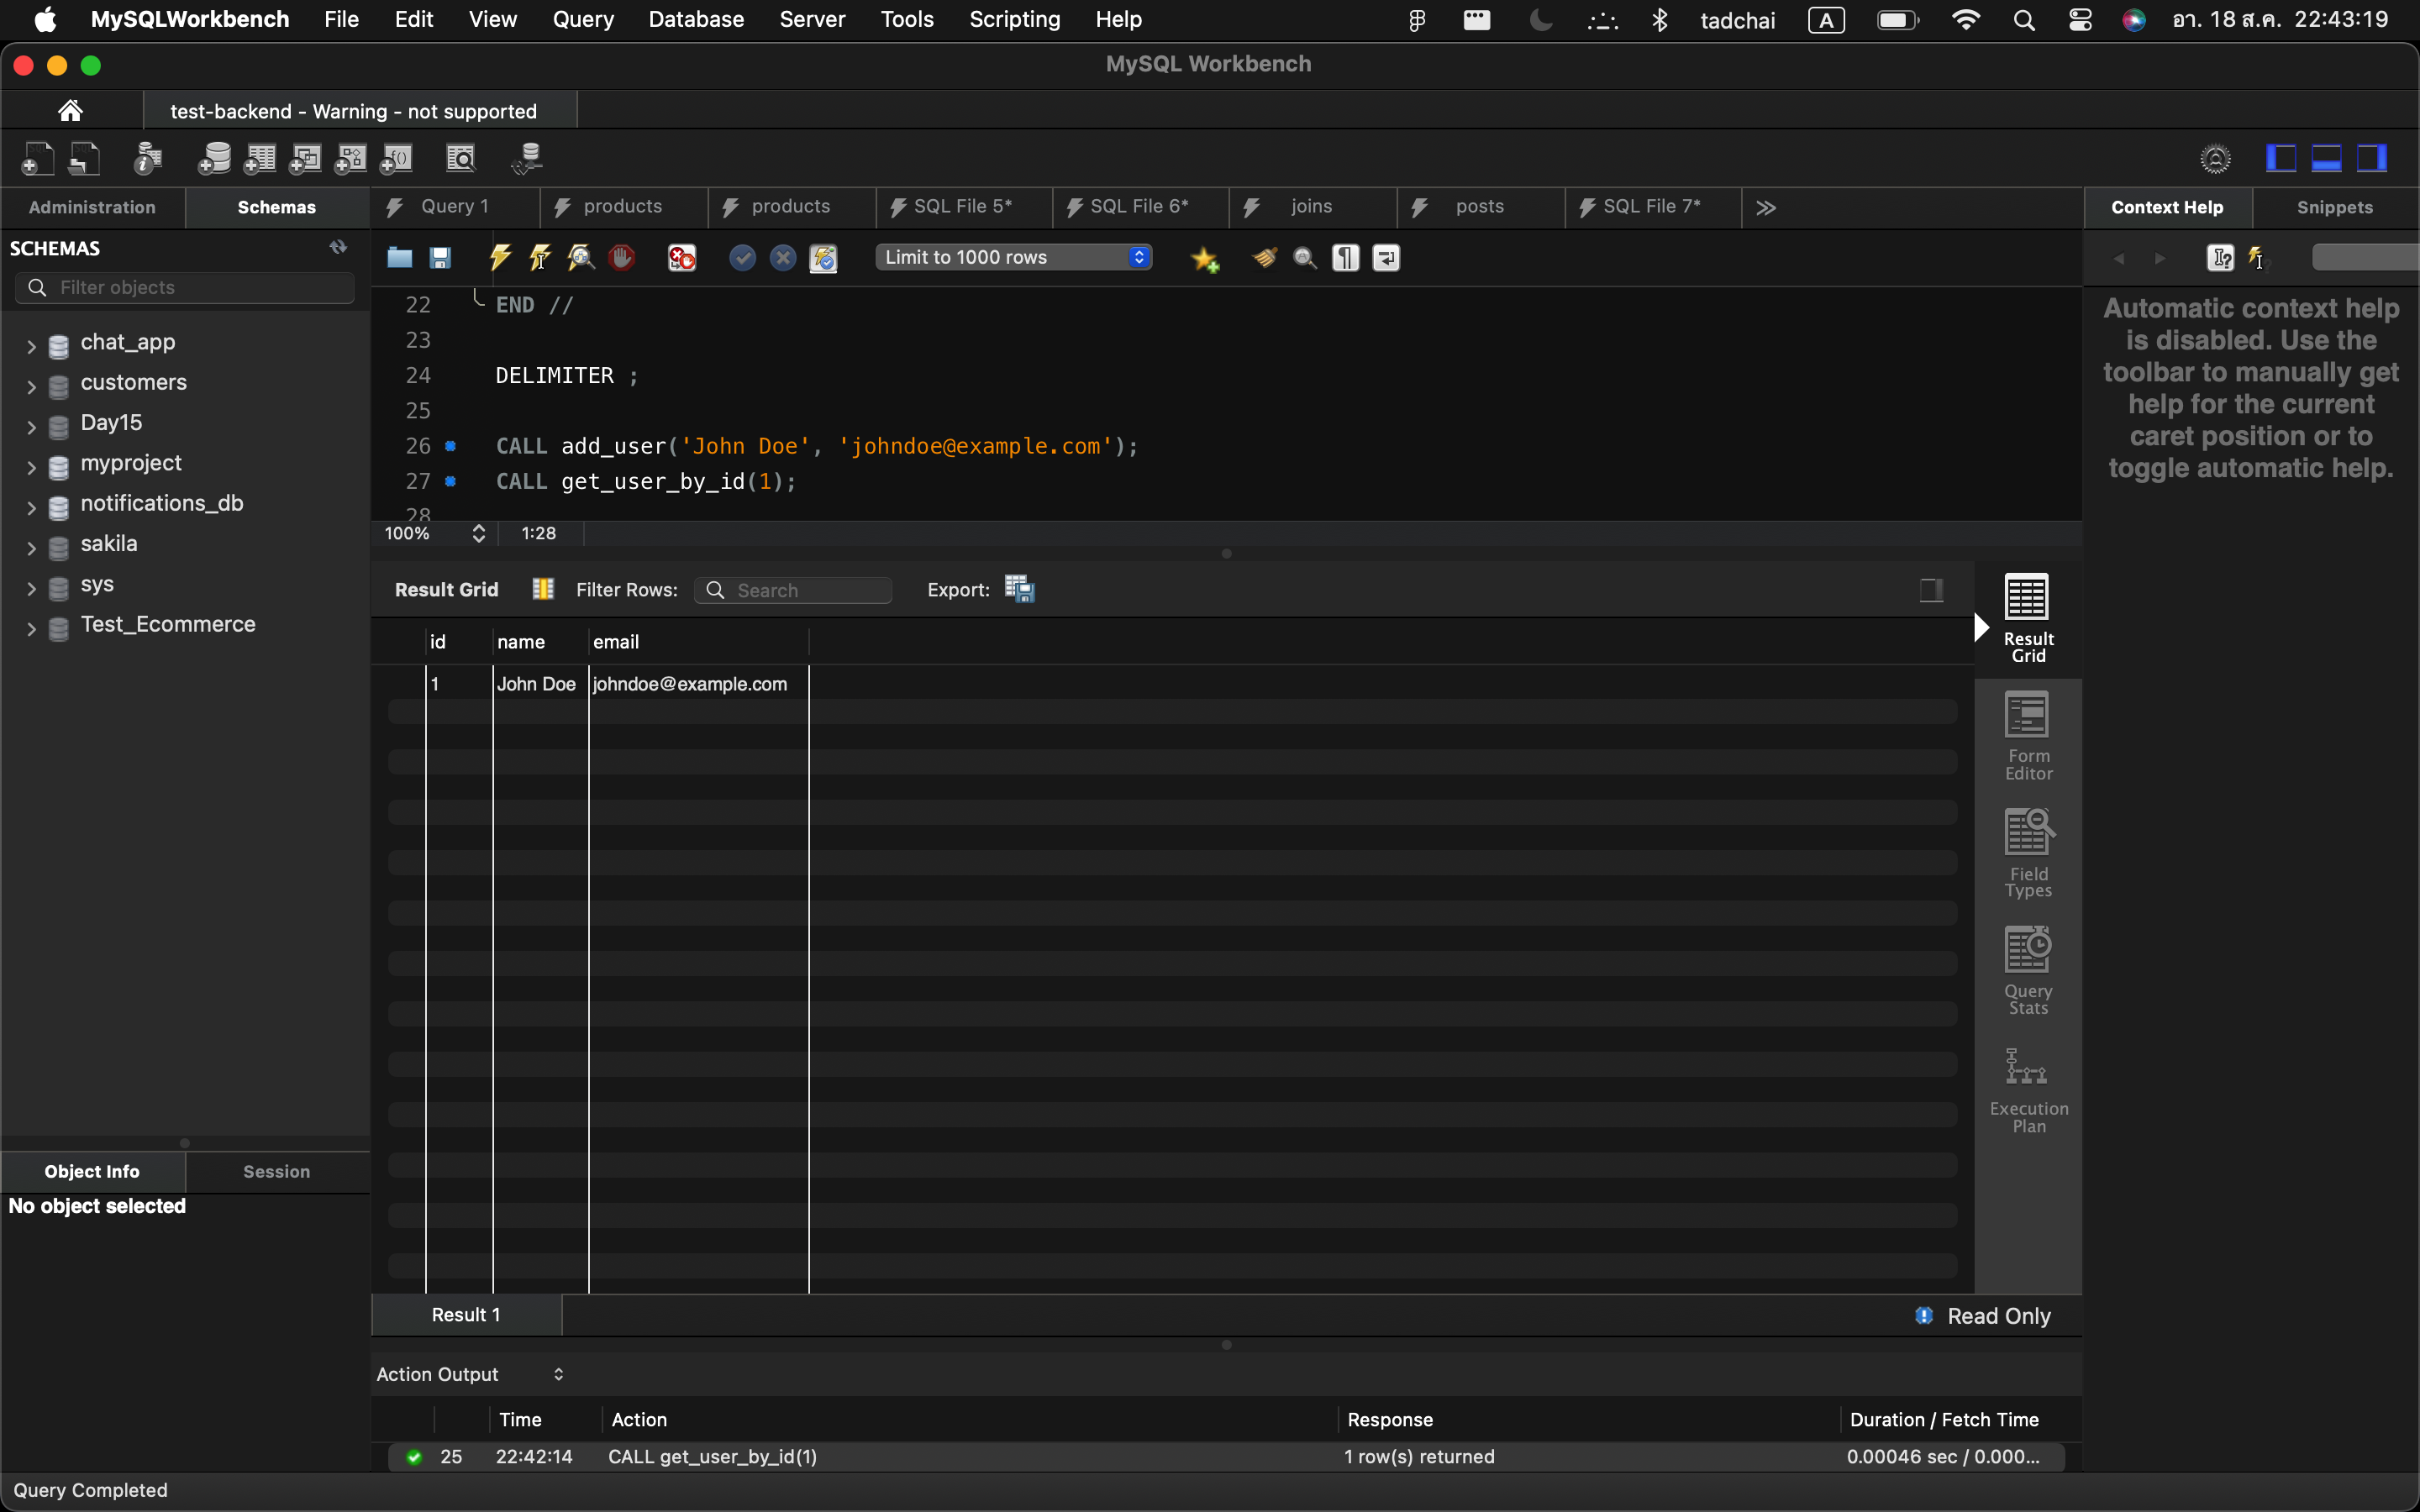 MySQLWorkbench File Edit View Query Database Server Tools Scripting Help tadchai A อา. 18 ส.ค. 22:43:19
MySQL Workbench
test-backend - Warning - not supported
Administration Schemas
Query 1 products products SQL File 5* SQL File 6* joins posts SQL File 7*
Context Help Snippets
SCHEMAS
Filter objects
chat_app
customers
Day15
myproject
notifications_db
sakila
sys
Test_Ecommerce
Object Info Session
No object selected
Limit to 1000 rows
22 END //
23
24 DELIMITER ;
25
26 CALL add_user('John Doe', 'johndoe@example.com');
27 CALL get_user_by_id(1);
28
100% 1:28
Result Grid Filter Rows: Search Export:
id name email
1 John Doe johndoe@example.com
Result
Grid
Form
Editor
Field
Types
Query
Stats
Execution
Plan
Result 1 Read Only
Action Output
Time Action Response Duration / Fetch Time
25 22:42:14 CALL get_user_by_id(1) 1 row(s) returned 0.00046 sec / 0.000...
Automatic context help
is disabled. Use the
toolbar to manually get
help for the current
caret position or to
toggle automatic help.
Query Completed